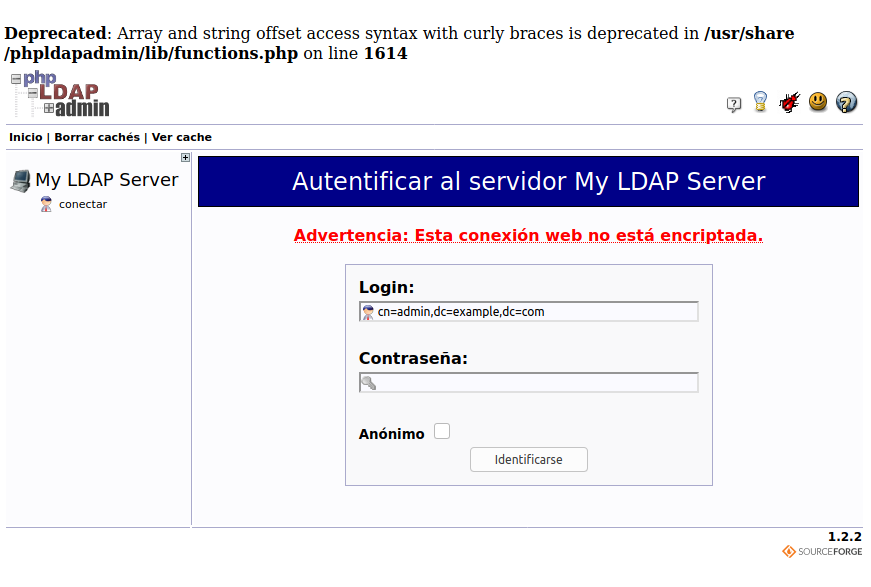 Deprecated: Array and string offset access syntax with curly braces is deprecated in /usr/share
/phpldapadmin/lib/functions.php on line 1614
php
LDAP
admin
Inicio | Borrar cachés | Ver cache
My LDAP Server
conectar
Autentificar al servidor My LDAP Server
Advertencia: Esta conexión web no está encriptada.
Login:
cn=admin,dc=example,dc=com
Contraseña:
Anónimo
Identificarse
1.2.2
SOURCEFORGE